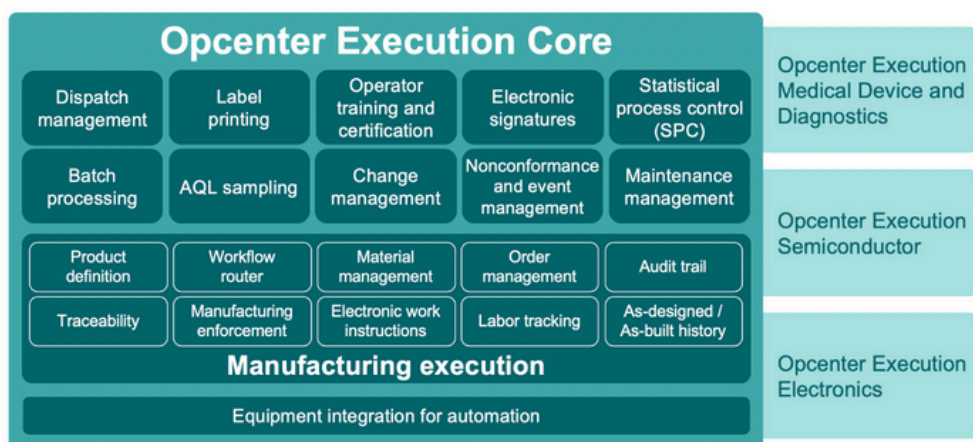 Opcenter Execution Core
Dispatch
management
Label
printing
Operator
training and
certification
Electronic
signatures
Statistical
process control
(SPC)
Batch
processing
AQL sampling
Change
management
Nonconformance
and event
management
Maintenance
management
Product
definition
Workflow
router
Material
management
Order
management
Audit trail
Traceability
Manufacturing
enforcement
Electronic work
instructions
Labor tracking
As-designed /
As-built history
Manufacturing execution
Equipment integration for automation
Opcenter Execution
Medical Device and
Diagnostics
Opcenter Execution
Semiconductor
Opcenter Execution
Electronics